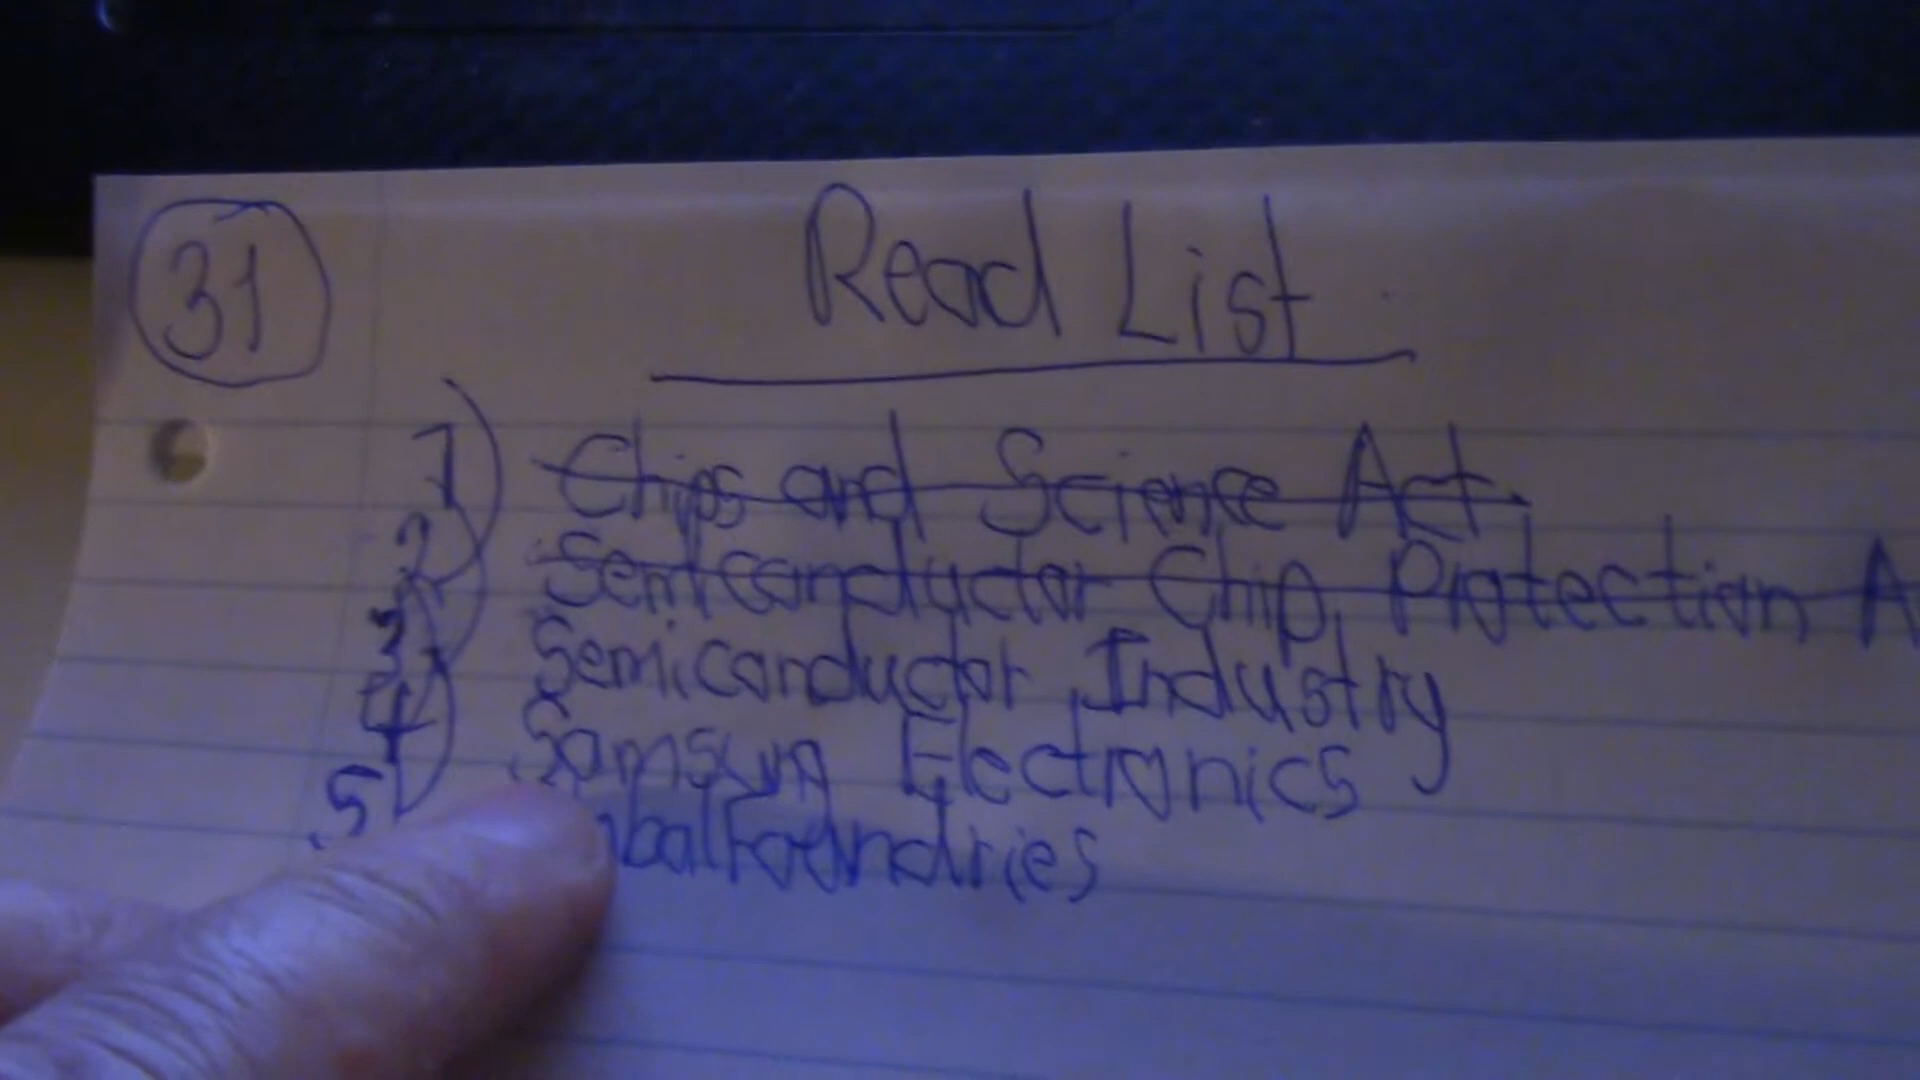 31
Read List
1) Chips and Science Act.
2) Semiconductor Chip Protection A
3) Semiconductor Industry
4) Samsung Electronics
5) balFoundries